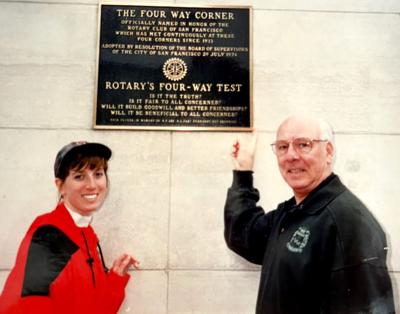 THE FOUR WAY CORNER
OFFICIALLY NAMED IN HONOR OF THE
ROTARY CLUB OF SAN FRANCISCO
WHICH HAS MET CONTINUOUSLY AT THESE
FOUR CORNERS SINCE
ADOPTED BY RESOLUTION OF THE BOARD OF SUPERVISORS
OF THE CITY OF SAN FRANCISCO JULY 1974
ROTARY'S FOUR-WAY TEST
IS IT THE TRUTH?
IS IT FAIR TO ALL CONCERNED?
WILL IT BUILD GOODWILL AND BETTER FRIENDSHIPS?
WILL IT BE BENEFICIAL TO ALL CONCERNED?